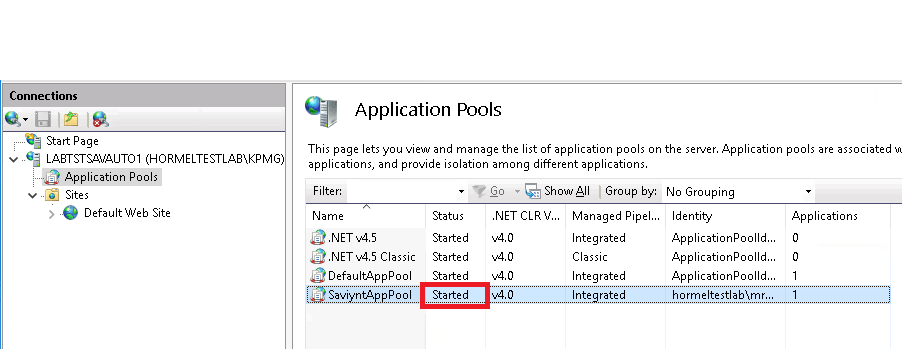 Connections
Start Page
LABTSTSAVAUTO1 (HORMELTESTLAB\KPMG)
Application Pools
Sites
Default Web Site
Application Pools
This page lets you view and manage the list of application pools on the server. Application pools are associated w
applications, and provide isolation among different applications.
Filter: Go Show All Group by: No Grouping
Name Status .NET CLR V... Managed Pipel... Identity Applications
.NET v4.5 Started v4.0 Integrated ApplicationPoolId... 0
.NET v4.5 Classic Started v4.0 Classic ApplicationPoolId... 0
DefaultAppPool Started v4.0 Integrated ApplicationPoolId... 1
SaviyntAppPool Started v4.0 Integrated hormeltestlab\mr... 1